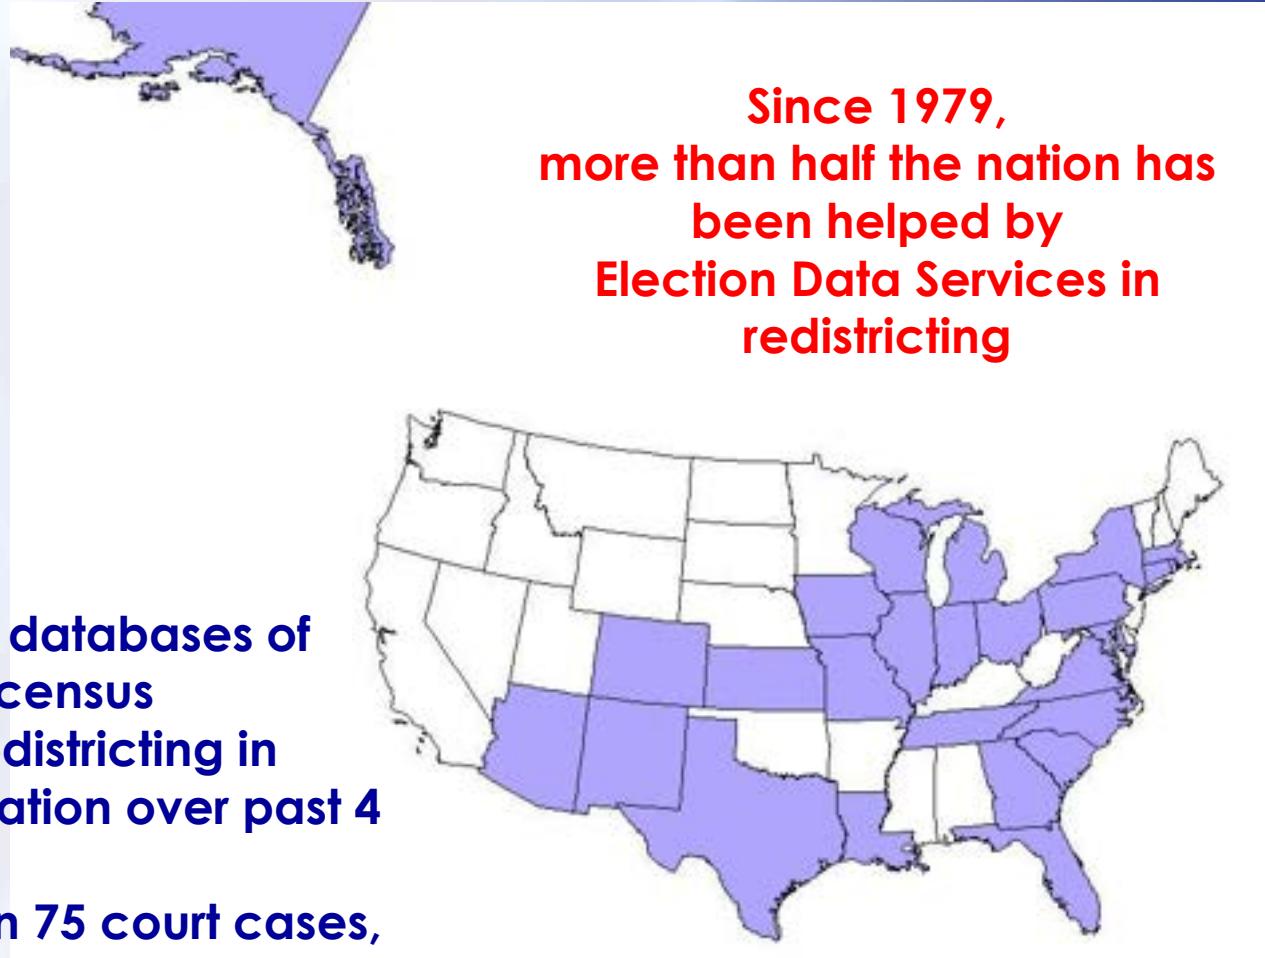 Since 1979,
more than half the nation has
been helped by
Election Data Services in
redistricting
databases of
census
districting in
ation over past 4
n 75 court cases,